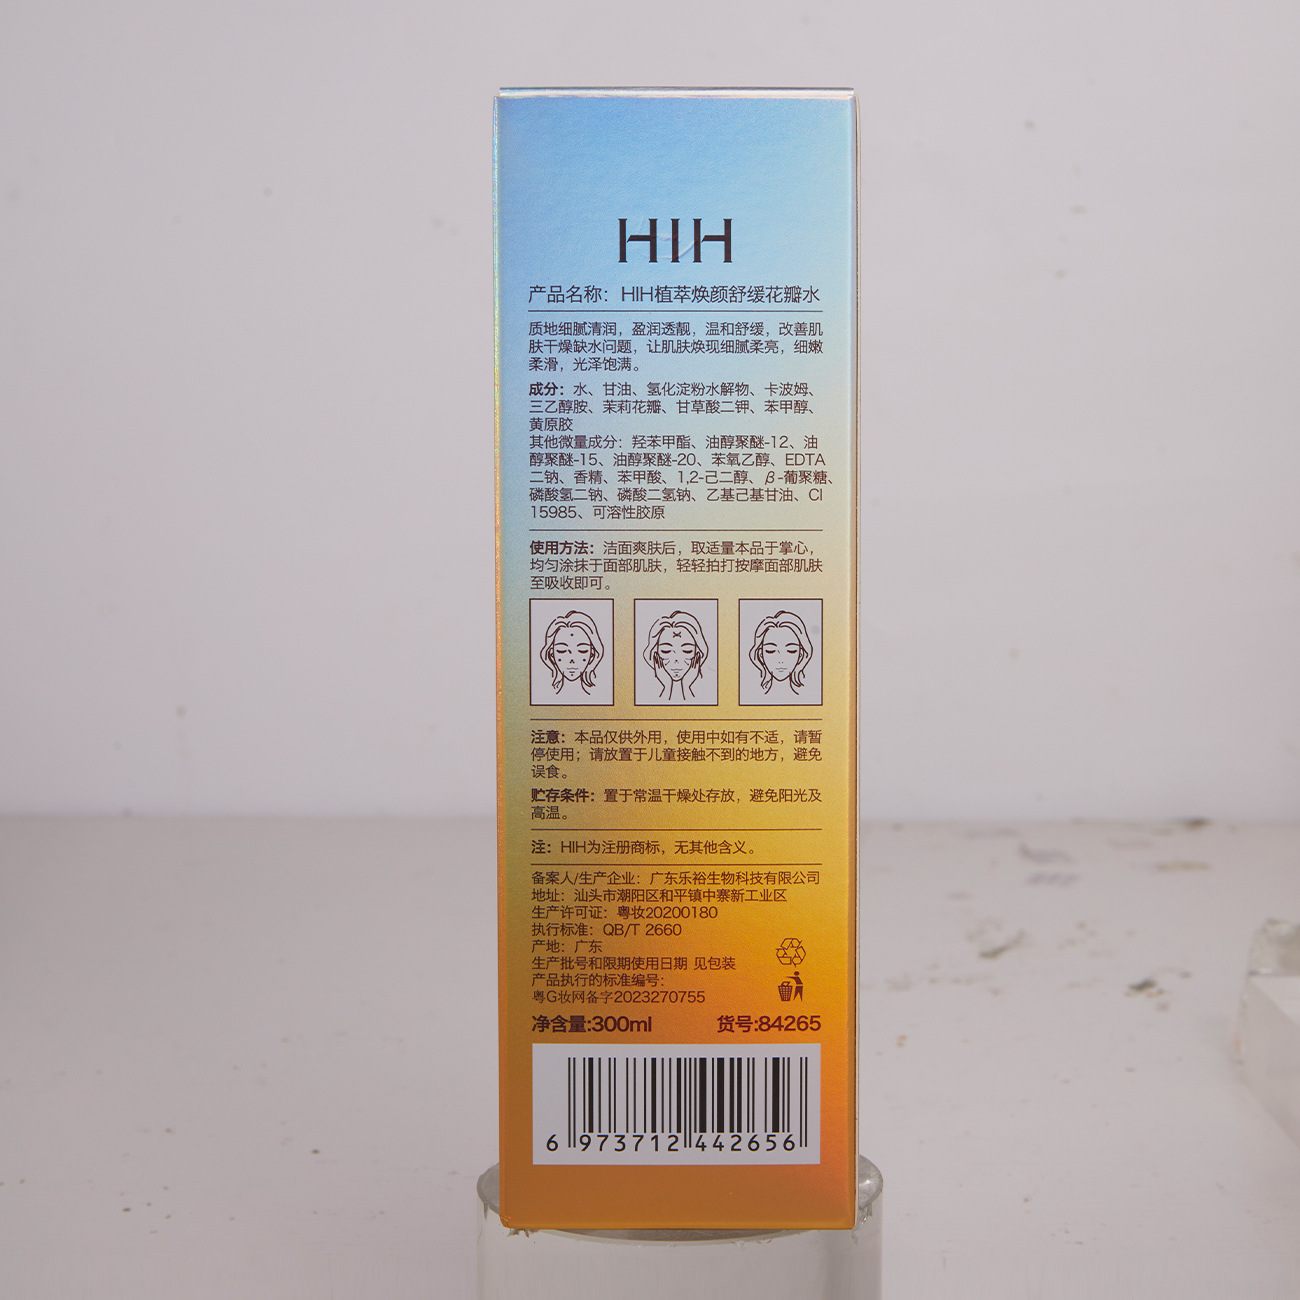 HIH
产品名称：HIH植萃焕颜舒缓花瓣水
质地细腻清润，盈润透靓，温和舒缓，改善肌
肤干燥缺水问题，让肌肤焕现细腻柔亮，细嫩
柔滑，光泽饱满。
成分：水、甘油、氢化淀粉水解物、卡波姆、
三乙醇胺、茉莉花瓣、甘草酸二钾、苯甲醇、
黄原胶
其他微量成分：羟苯甲酯、油醇聚醚-12、油
醇聚醚-15、油醇聚醚-20、苯氧乙醇、EDTA
二钠、香精、苯甲酸、1,2-己二醇、β-葡聚糖、
磷酸氢二钠、磷酸二氢钠、乙基己基甘油、CI
15985、可溶性胶原
使用方法：洁面爽肤后，取适量本品于掌心，
均匀涂抹于面部肌肤，轻轻拍打按摩面部肌肤
至吸收即可。
注意：本品仅供外用，使用中如有不适，请暂
停使用；请放置于儿童接触不到的地方，避免
误食。
贮存条件：置于常温干燥处存放，避免阳光及
高温。
注：HIH为注册商标，无其他含义。
备案人/生产企业：广东乐裕生物科技有限公司
地址：汕头市潮阳区和平镇中寨新工业区
生产许可证：粤妆20200180
执行标准：QB/T 2660
产地：广东
生产批号和限期使用日期 见包装
产品执行的标准编号：
粤G妆网备字2023270755
净含量:300ml 货号:84265
6 973712 442656